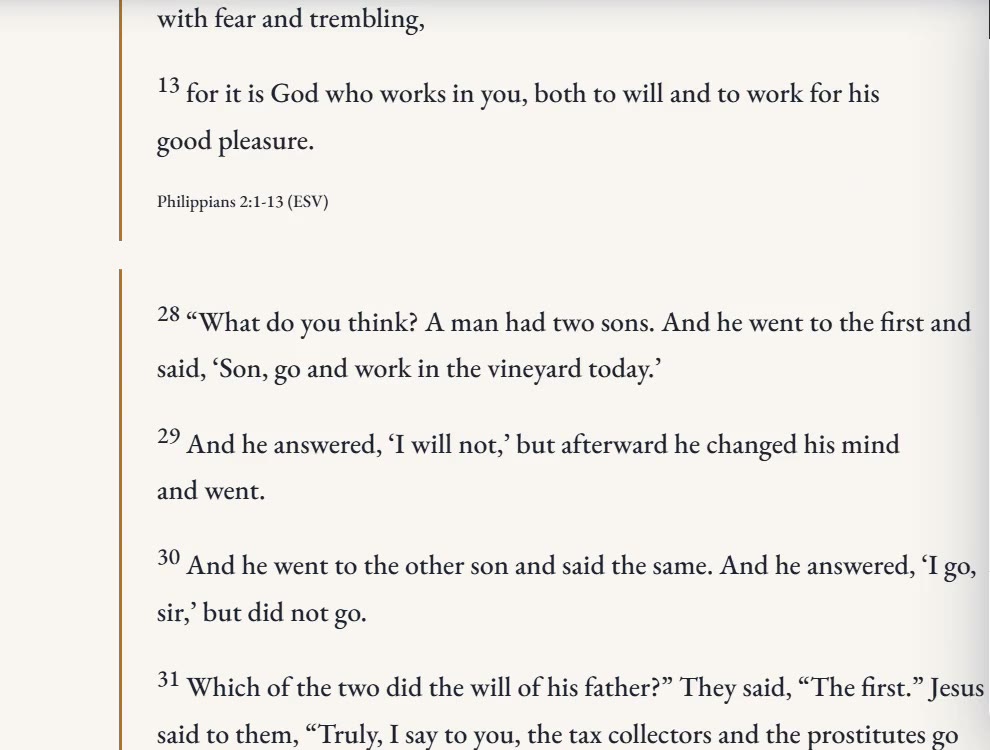 with fear and trembling,
13 for it is God who works in you, both to will and to work for his
good pleasure.
Philippians 2:1-13 (ESV)
28 “What do you think? A man had two sons. And he went to the first and
said, ‘Son, go and work in the vineyard today.’
29 And he answered, ‘I will not,’ but afterward he changed his mind
and went.
30 And he went to the other son and said the same. And he answered, ‘I go,
sir,’ but did not go.
31 Which of the two did the will of his father?” They said, “The first.” Jesus
said to them, “Truly, I say to you, the tax collectors and the prostitutes go